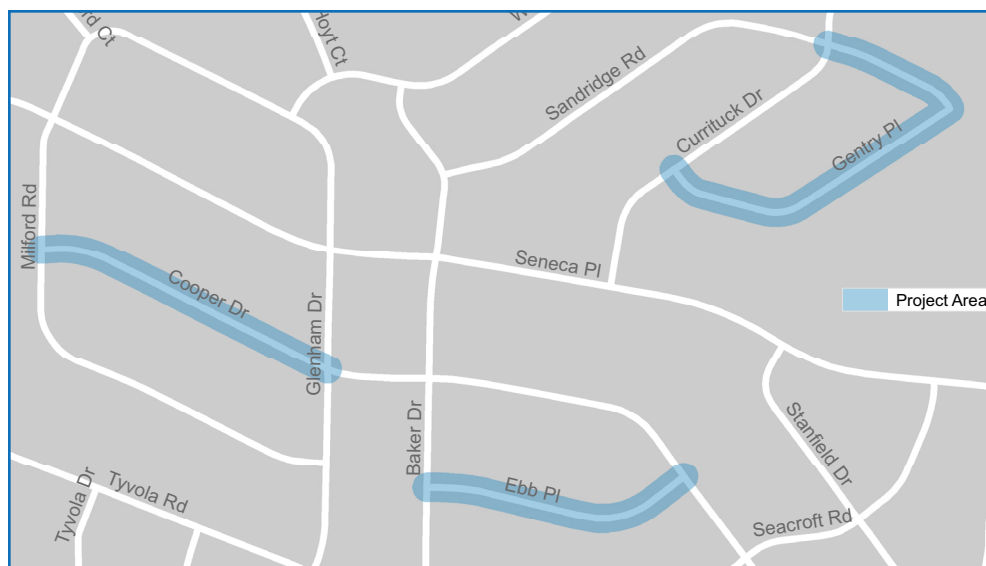 Hoyt Ct
Sandridge Rd
Currituck Dr
Gentry Pl
Milford Rd
Seneca Pl
Cooper Dr
Glenham Dr
Project Area
Baker Dr
Stanfield Dr
Ebb Pl
Tyvola Dr
Tyvola Rd
Seacroft Rd